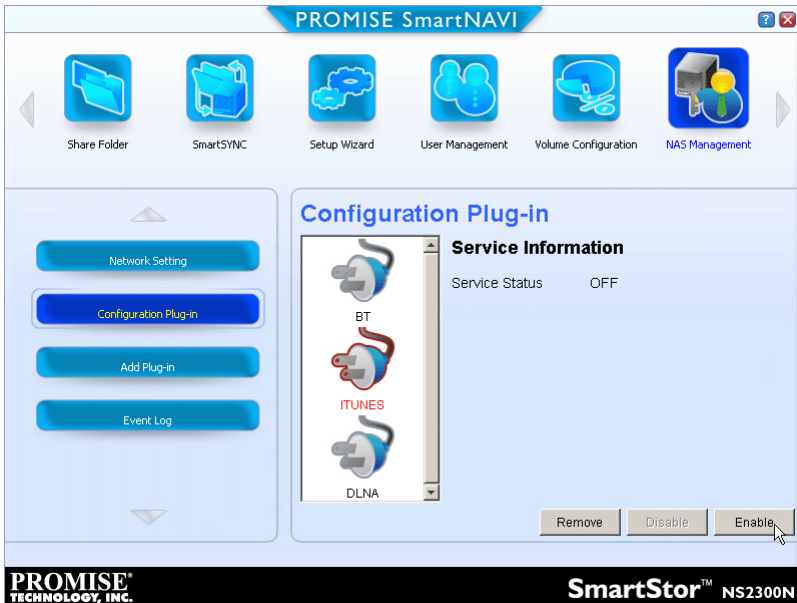 PROMISE SmartNAVI
?
Share Folder
SmartSYNC
Setup Wizard
User Management
Volume Configuration
NAS Management
Network Setting
Configuration Plug-in
Add Plug-in
Event Log
Configuration Plug-in
BT
ITUNES
DLNA
Service Information
Service Status OFF
Remove
Disable
Enable
PROMISE®
TECHNOLOGY, INC.
SmartStor™ NS2300N